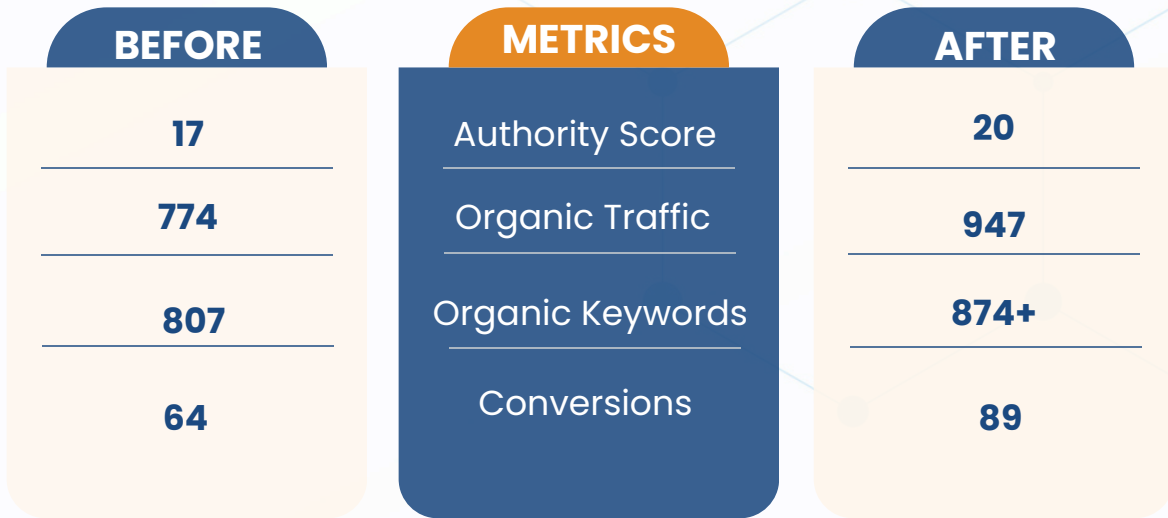 BEFORE METRICS AFTER
17 Authority Score 20
774 Organic Traffic 947
807 Organic Keywords 874+
64 Conversions 89